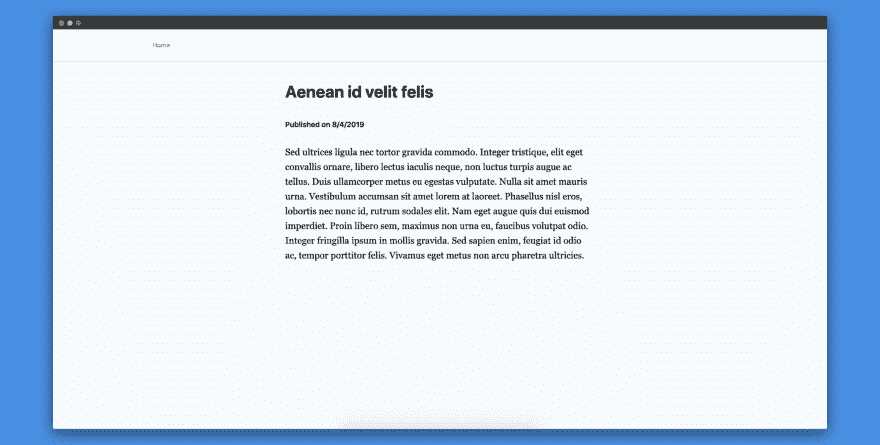 Home
Aenean id velit felis
Published on 8/4/2019
Sed ultrices ligula nec tortor gravida commodo. Integer tristique, elit eget
convallis ornare, libero lectus iaculis neque, non luctus turpis augue ac
tellus. Duis ullamcorper metus eu egestas vulputate. Nulla sit amet mauris
urna. Vestibulum accumsan sit amet lorem at laoreet. Phasellus nisl eros,
lobortis nec nunc id, rutrum sodales elit. Nam eget augue quis dui euismod
imperdiet. Proin libero sem, maximus non urna eu, faucibus volutpat odio.
Integer fringilla ipsum in mollis gravida. Sed sapien enim, feugiat id odio
ac, tempor porttitor felis. Vivamus eget metus non arcu pharetra ultricies.